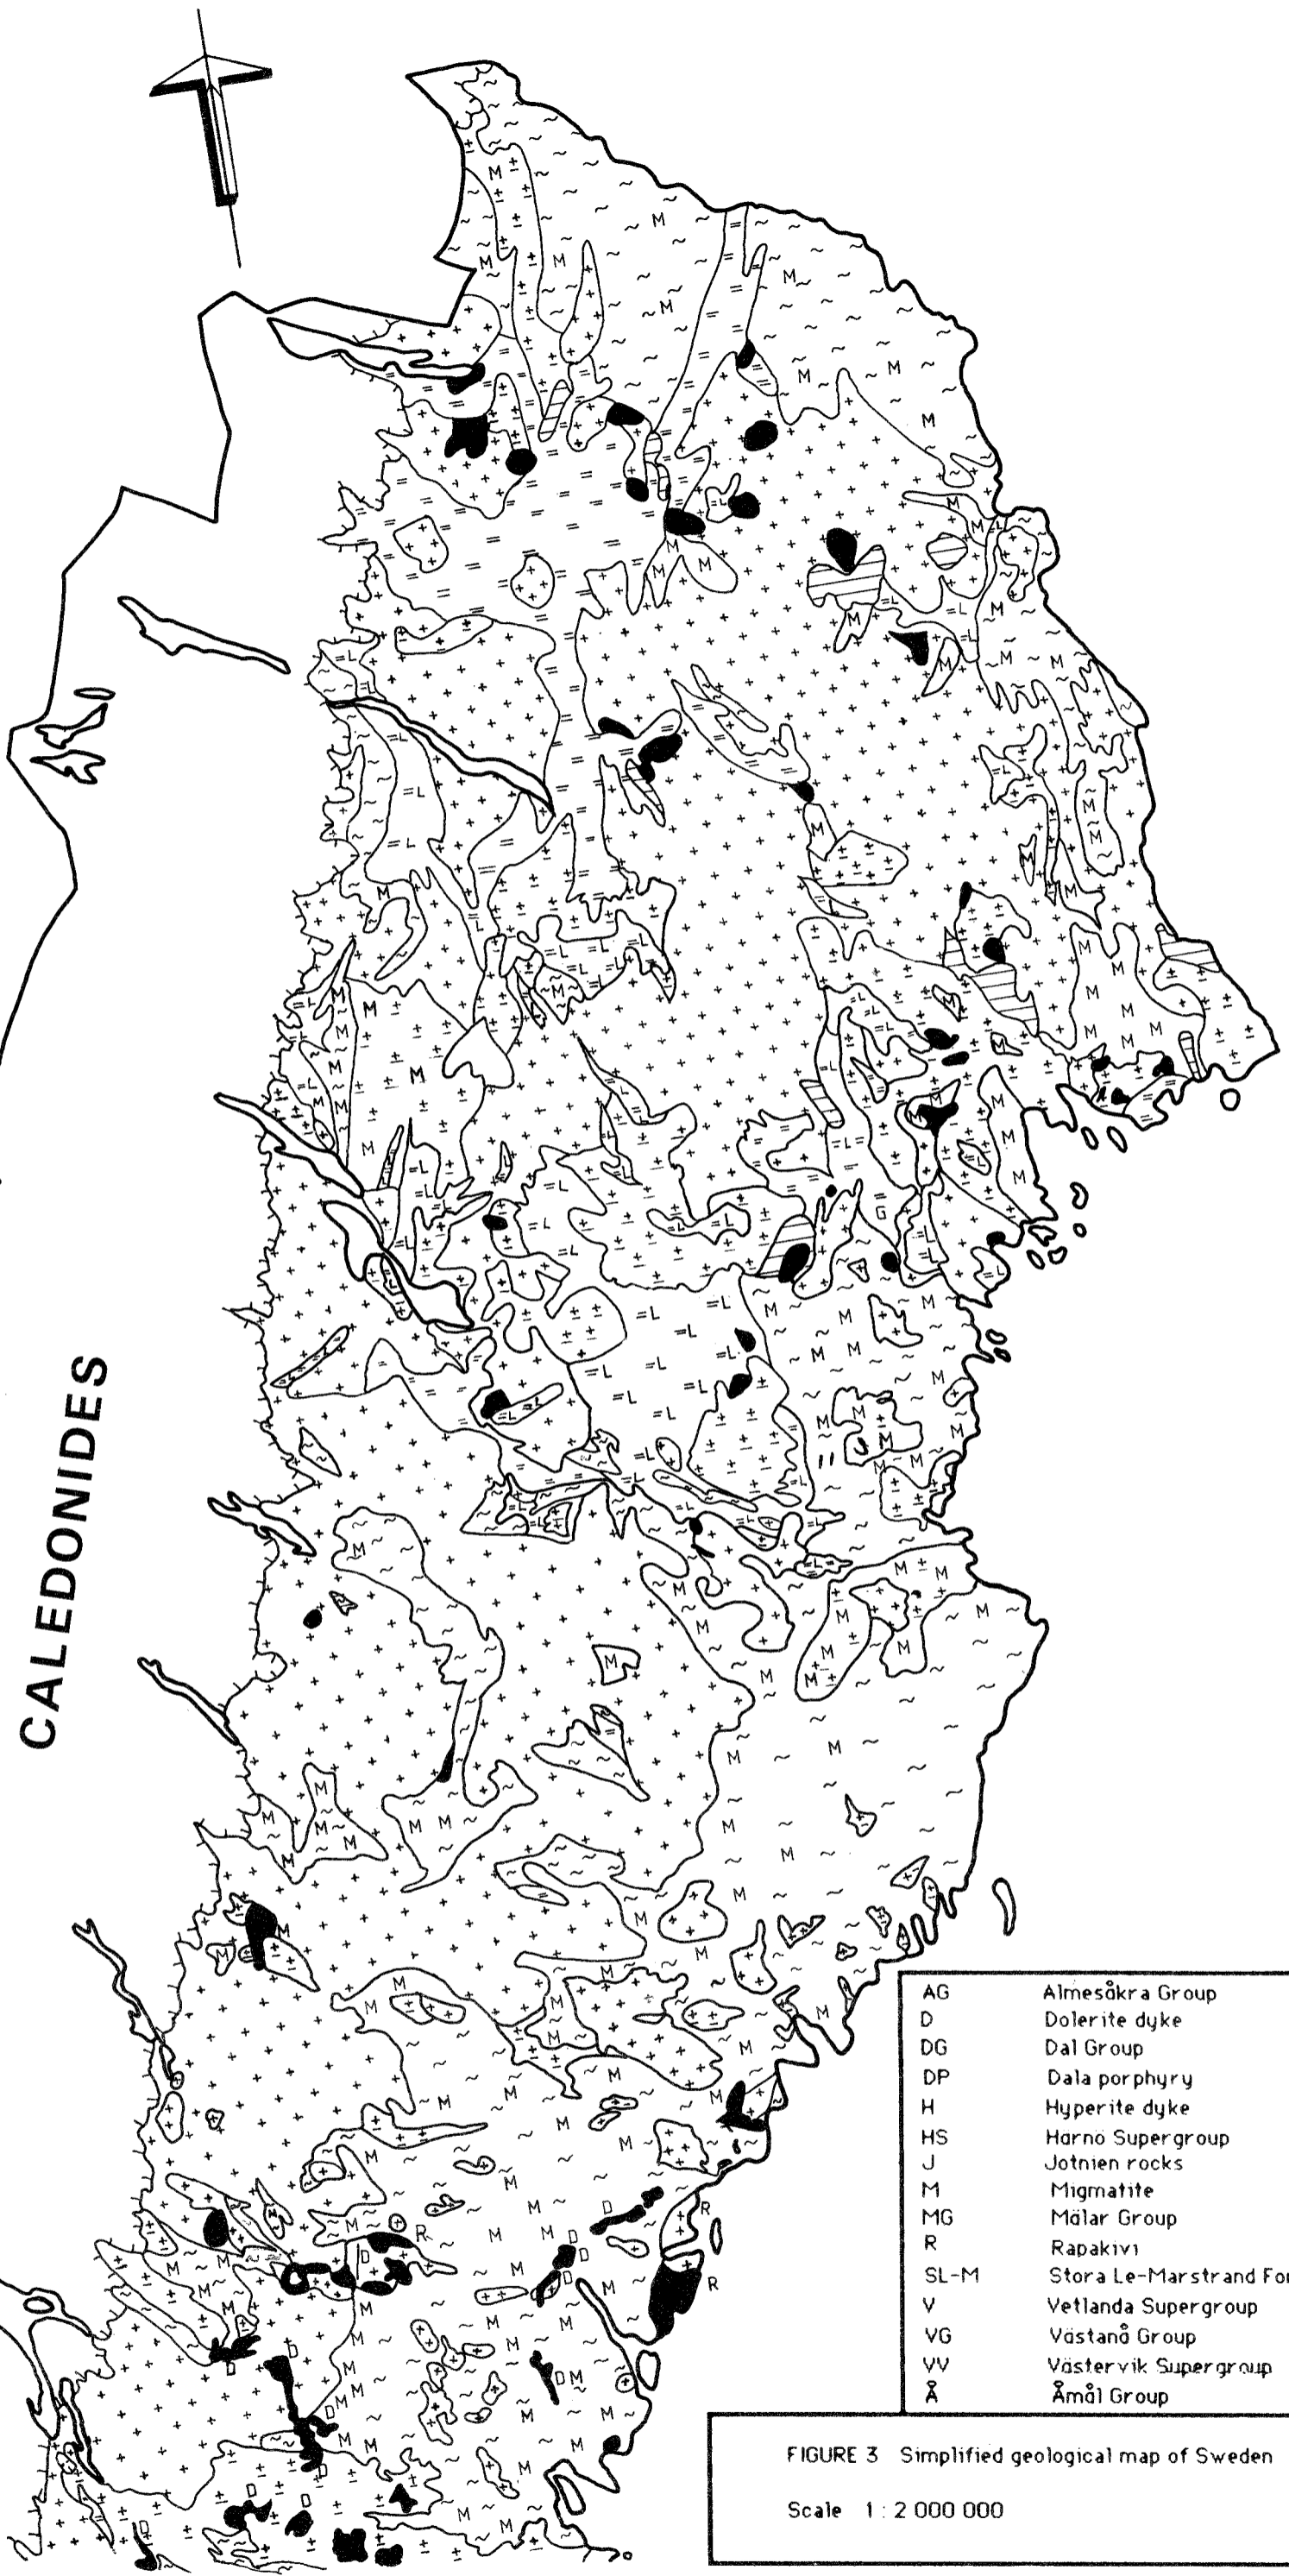 CALEDONIDES
AG Almesåkra Group
D Dolerite dyke
DG Dal Group
DP Dala porphyry
H Hyperite dyke
HS Härnö Supergroup
J Jotnien rocks
M Migmatite
MG Mälar Group
R Rapakivi
SL-M Stora Le-Marstrand For
V Vetlanda Supergroup
VG Västanå Group
VV Västervik Supergroup
Å Åmål Group
FIGURE 3 Simplified geological map of Sweden
Scale 1 : 2 000 000